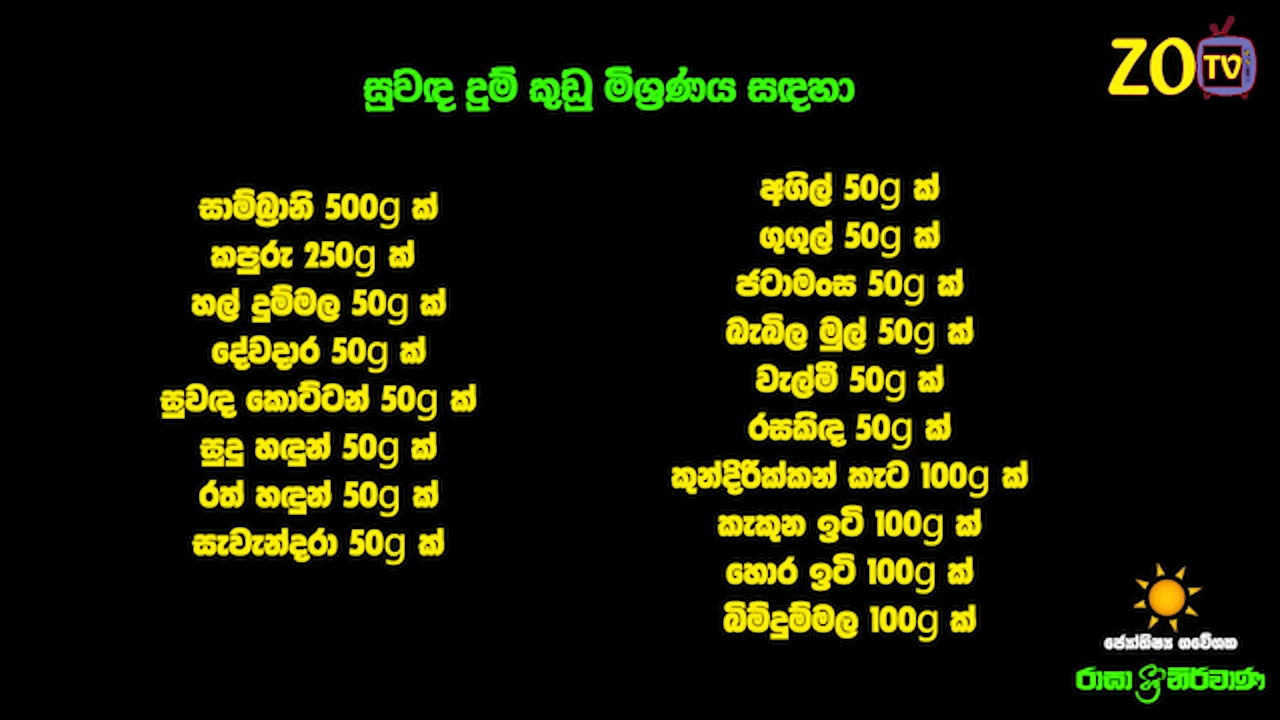 ZO TV
සුවඳ දුම් කුඩු මිශ්‍රණය සඳහා
සාම්බ්‍රානි 500g ක්
කපුරු 250g ක්
හල් දුම්මල 50g ක්
දේවදාර 50g ක්
සුවඳ කොට්ටන් 50g ක්
සුදු හඳුන් 50g ක්
රත් හඳුන් 50g ක්
සැවැන්දරා 50g ක්
අගිල් 50g ක්
ගුගුල් 50g ක්
ජටාමංස 50g ක්
බැබිල මුල් 50g ක්
වැල්මී 50g ක්
රසකිඳ 50g ක්
කුන්දිරික්කන් කැට 100g ක්
කැකුන ඉටි 100g ක්
හොර ඉටි 100g ක්
බිම්දුම්මල 100g ක්
ජ්‍යෝතිෂ්‍ය ගවේශක
රාඝා ශ්‍රී නිර්වාණ